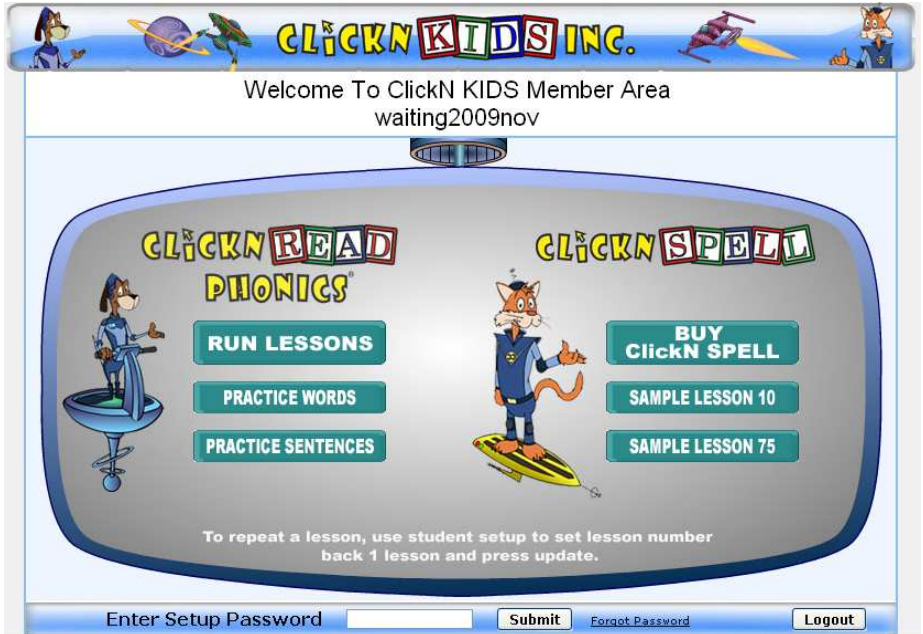 CLiCKN KIDS INC.
Welcome To ClickN KIDS Member Area
waiting2009nov
CLiCKN READ
PHONICS®
RUN LESSONS
PRACTICE WORDS
PRACTICE SENTENCES
CLiCKN SPELL
BUY
ClickN SPELL
SAMPLE LESSON 10
SAMPLE LESSON 75
To repeat a lesson, use student setup to set lesson number
back 1 lesson and press update.
Enter Setup Password Submit Forgot Password Logout